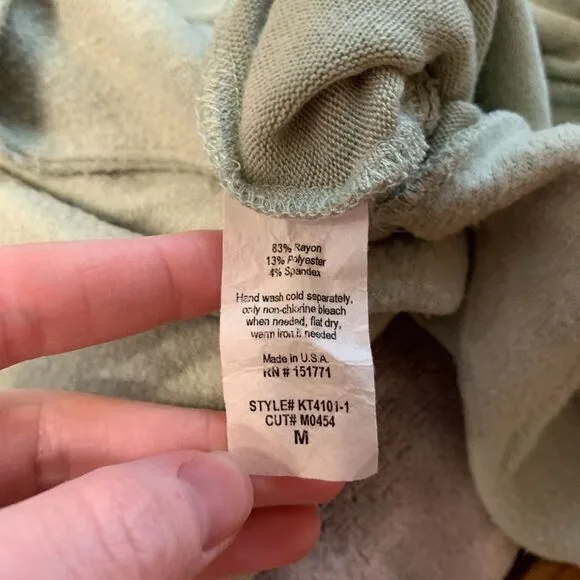 83% Rayon
13% Polyester
4% Spandex
Hand wash cold separately,
only non-chlorine bleach
when needed, flat dry,
warm iron if needed
Made in U.S.A.
RN # 151771
STYLE# KT4101-1
CUT# M0454
M